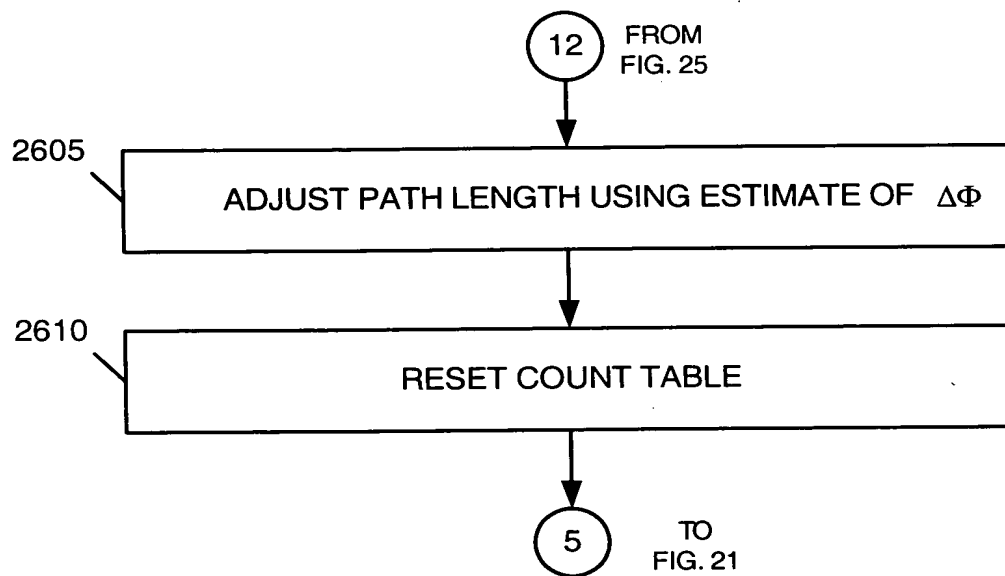 12
FROM
FIG. 25
2605
ADJUST PATH LENGTH USING ESTIMATE OF ΔΦ
2610
RESET COUNT TABLE
5
TO
FIG. 21